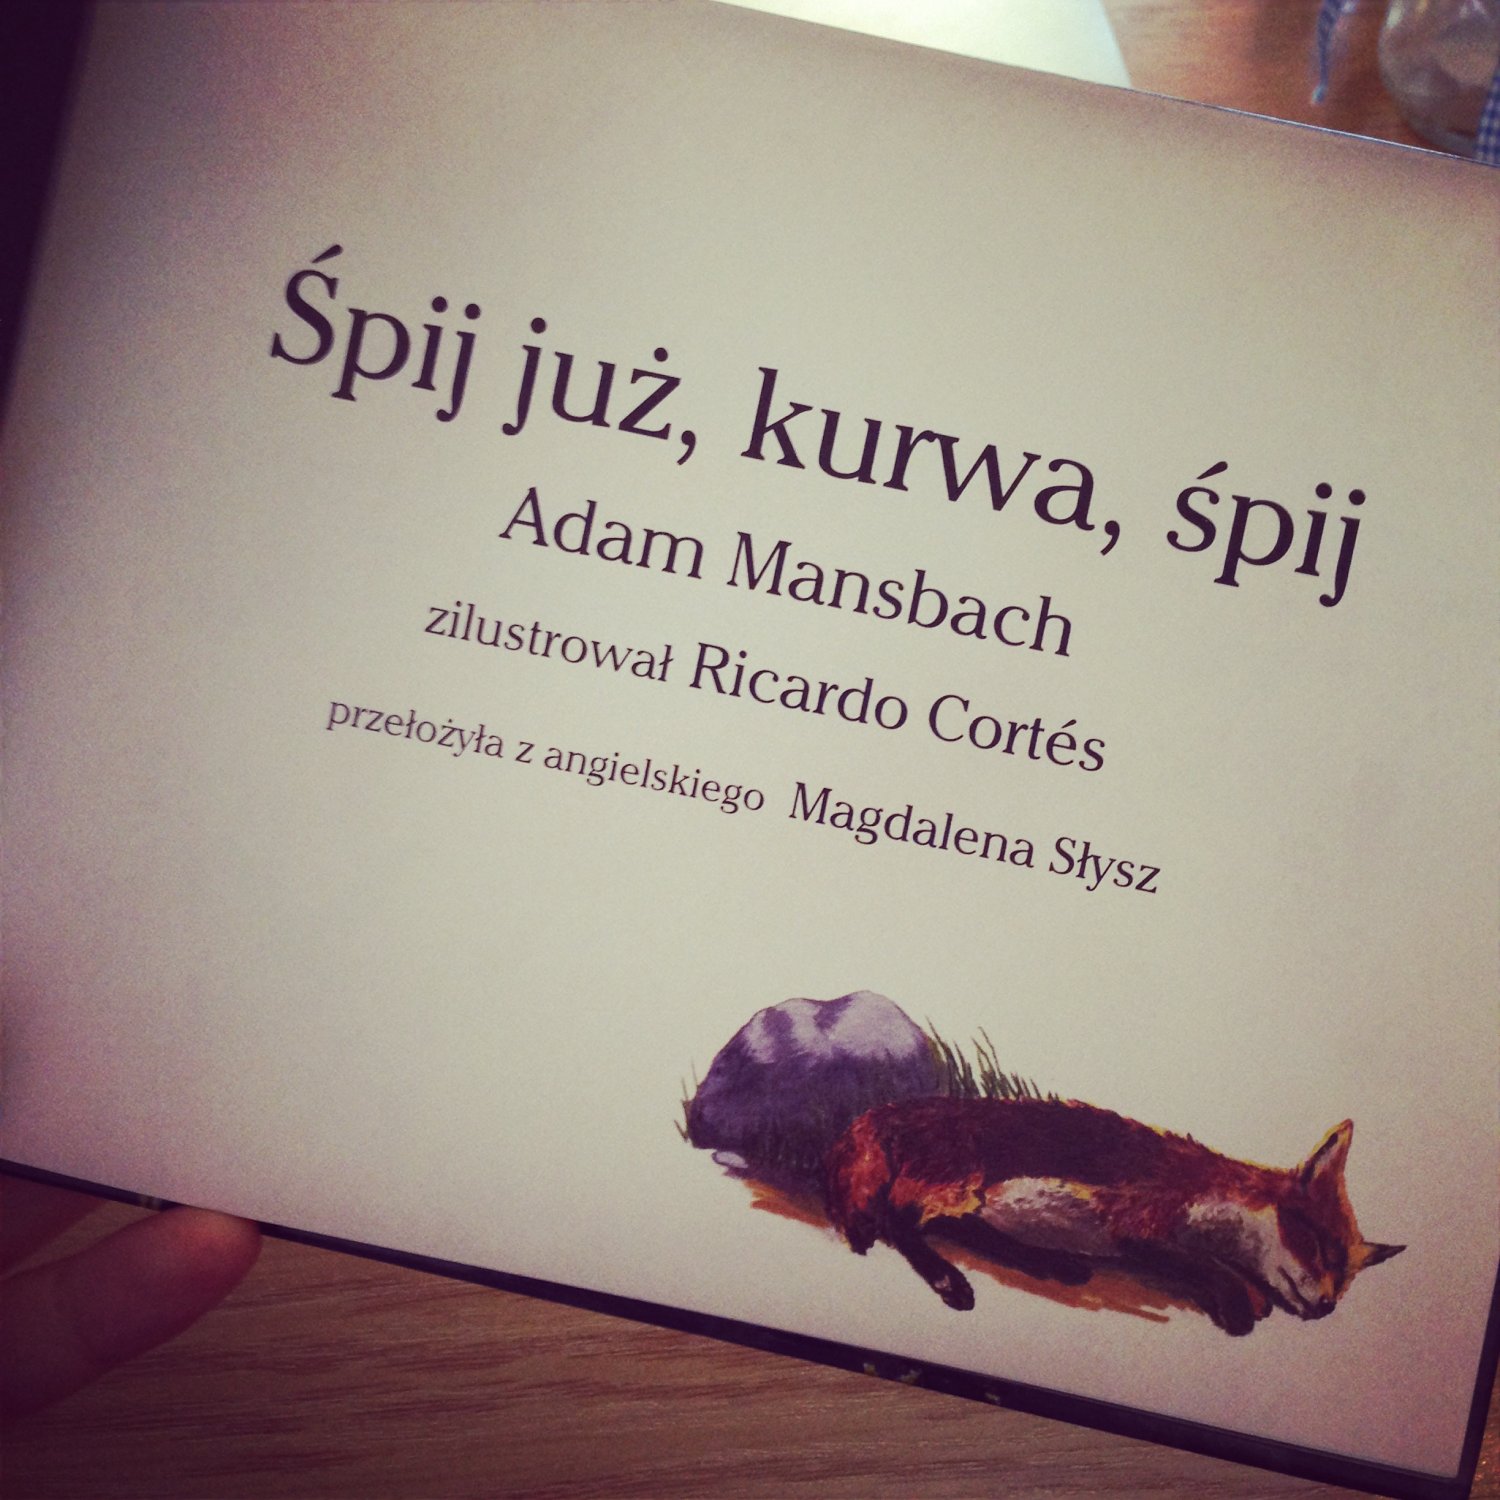 Śpij już, kurwa, śpij
Adam Mansbach
zilustrował Ricardo Cortés
przełożyła z angielskiego Magdalena Słysz